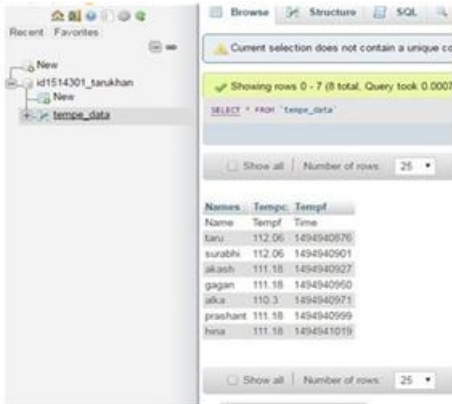 Recent Favorites
New
id1514301_tarukhan
New
tempe_data
Browse Structure SQL
Current selection does not contain a unique co
Showing rows 0 - 7 (8 total, Query took 0.0007
SELECT * FROM `tempe_data`
Show all | Number of rows: 25
Names Tempc Tempf
Name Tempf Time
taru 112.06 1494940876
surabhi 112.06 1494940901
akash 111.18 1494940927
gagan 111.18 1494940950
alka 110.3 1494940971
prashant 111.18 1494940999
hina 111.18 1494941019
Show all | Number of rows: 25